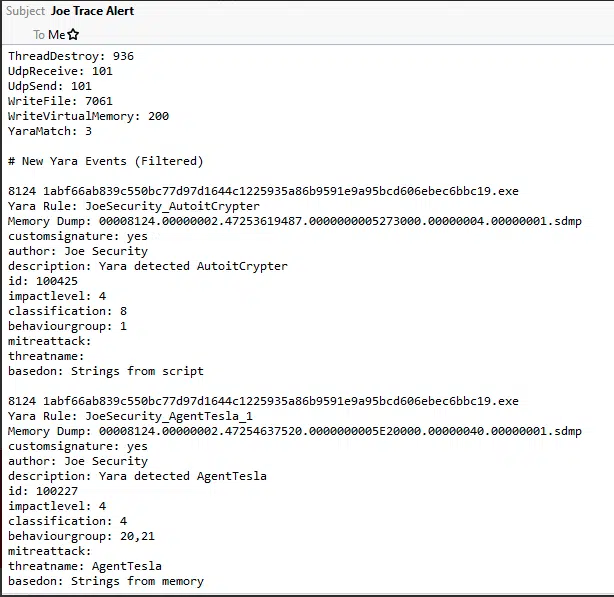 Subject Joe Trace Alert
To Me
ThreadDestroy: 936
UdpReceive: 101
UdpSend: 101
WriteFile: 7061
WriteVirtualMemory: 200
YaraMatch: 3
# New Yara Events (Filtered)
8124 1abf66ab839c550bc77d97d1644c1225935a86b9591e9a95bcd606ebec6bbc19.exe
Yara Rule: JoeSecurity_AutoitCrypter
Memory Dump: 00008124.00000002.47253619487.0000000005273000.00000004.00000001.sdmp
customsignature: yes
author: Joe Security
description: Yara detected AutoitCrypter
id: 100425
impactlevel: 4
classification: 8
behaviourgroup: 1
mitreattack:
threatname:
basedon: Strings from script
8124 1abf66ab839c550bc77d97d1644c1225935a86b9591e9a95bcd606ebec6bbc19.exe
Yara Rule: JoeSecurity_AgentTesla_1
Memory Dump: 00008124.00000002.47254637520.0000000005E20000.00000040.00000001.sdmp
customsignature: yes
author: Joe Security
description: Yara detected AgentTesla
id: 100227
impactlevel: 4
classification: 4
behaviourgroup: 20,21
mitreattack:
threatname: AgentTesla
basedon: Strings from memory